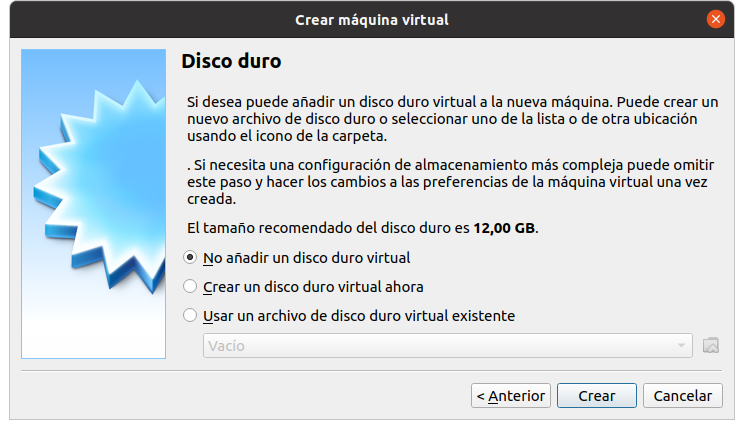 Crear máquina virtual
Disco duro
Si desea puede añadir un disco duro virtual a la nueva máquina. Puede crear un
nuevo archivo de disco duro o seleccionar uno de la lista o de otra ubicación
usando el icono de la carpeta.
. Si necesita una configuración de almacenamiento más compleja puede omitir
este paso y hacer los cambios a las preferencias de la máquina virtual una vez
creada.
El tamaño recomendado del disco duro es 12,00 GB.
No añadir un disco duro virtual
Crear un disco duro virtual ahora
Usar un archivo de disco duro virtual existente
Vacío
< Anterior
Crear
Cancelar